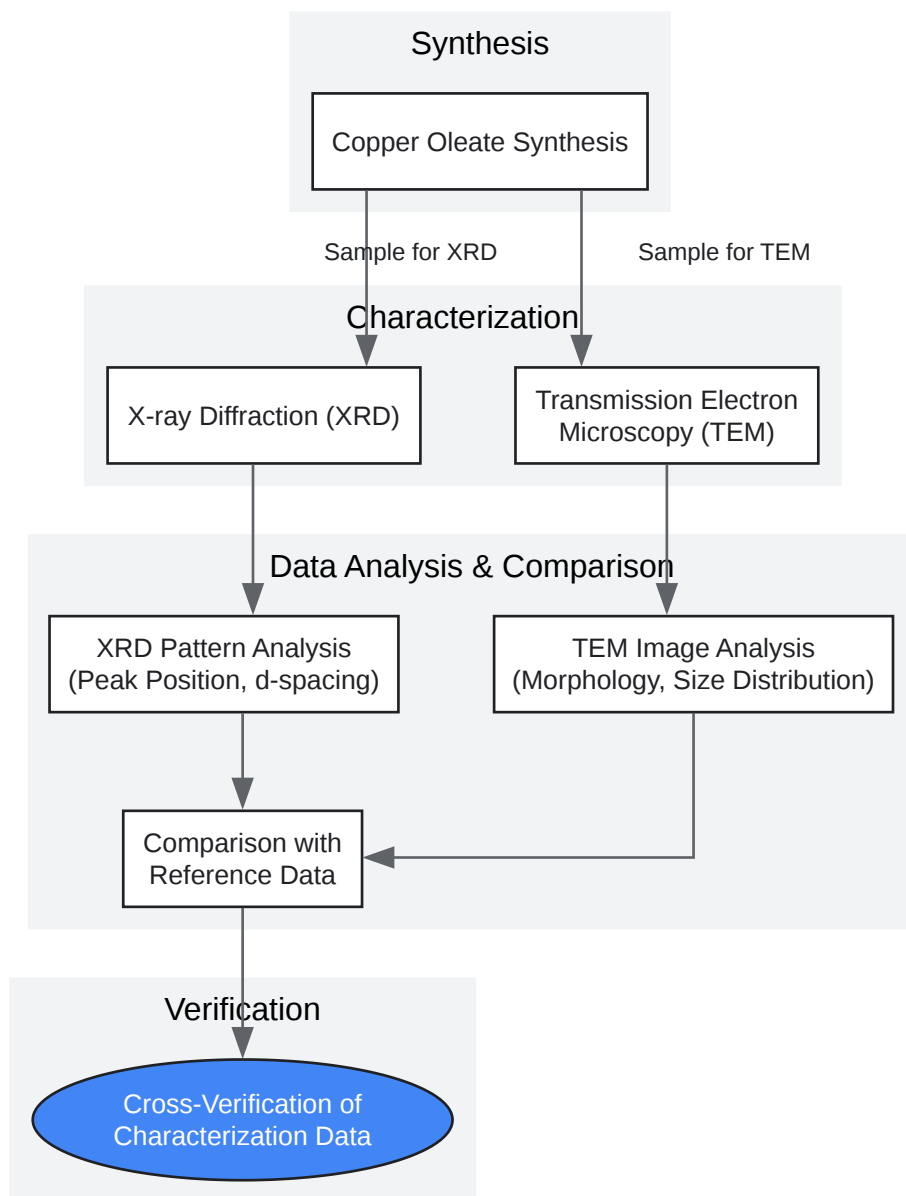 Synthesis
Copper Oleate Synthesis
Sample for XRD
Sample for TEM
Characterization
X-ray Diffraction (XRD)
Transmission Electron
Microscopy (TEM)
Data Analysis & Comparison
XRD Pattern Analysis
(Peak Position, d-spacing)
TEM Image Analysis
(Morphology, Size Distribution)
Comparison with
Reference Data
Verification
Cross-Verification of
Characterization Data